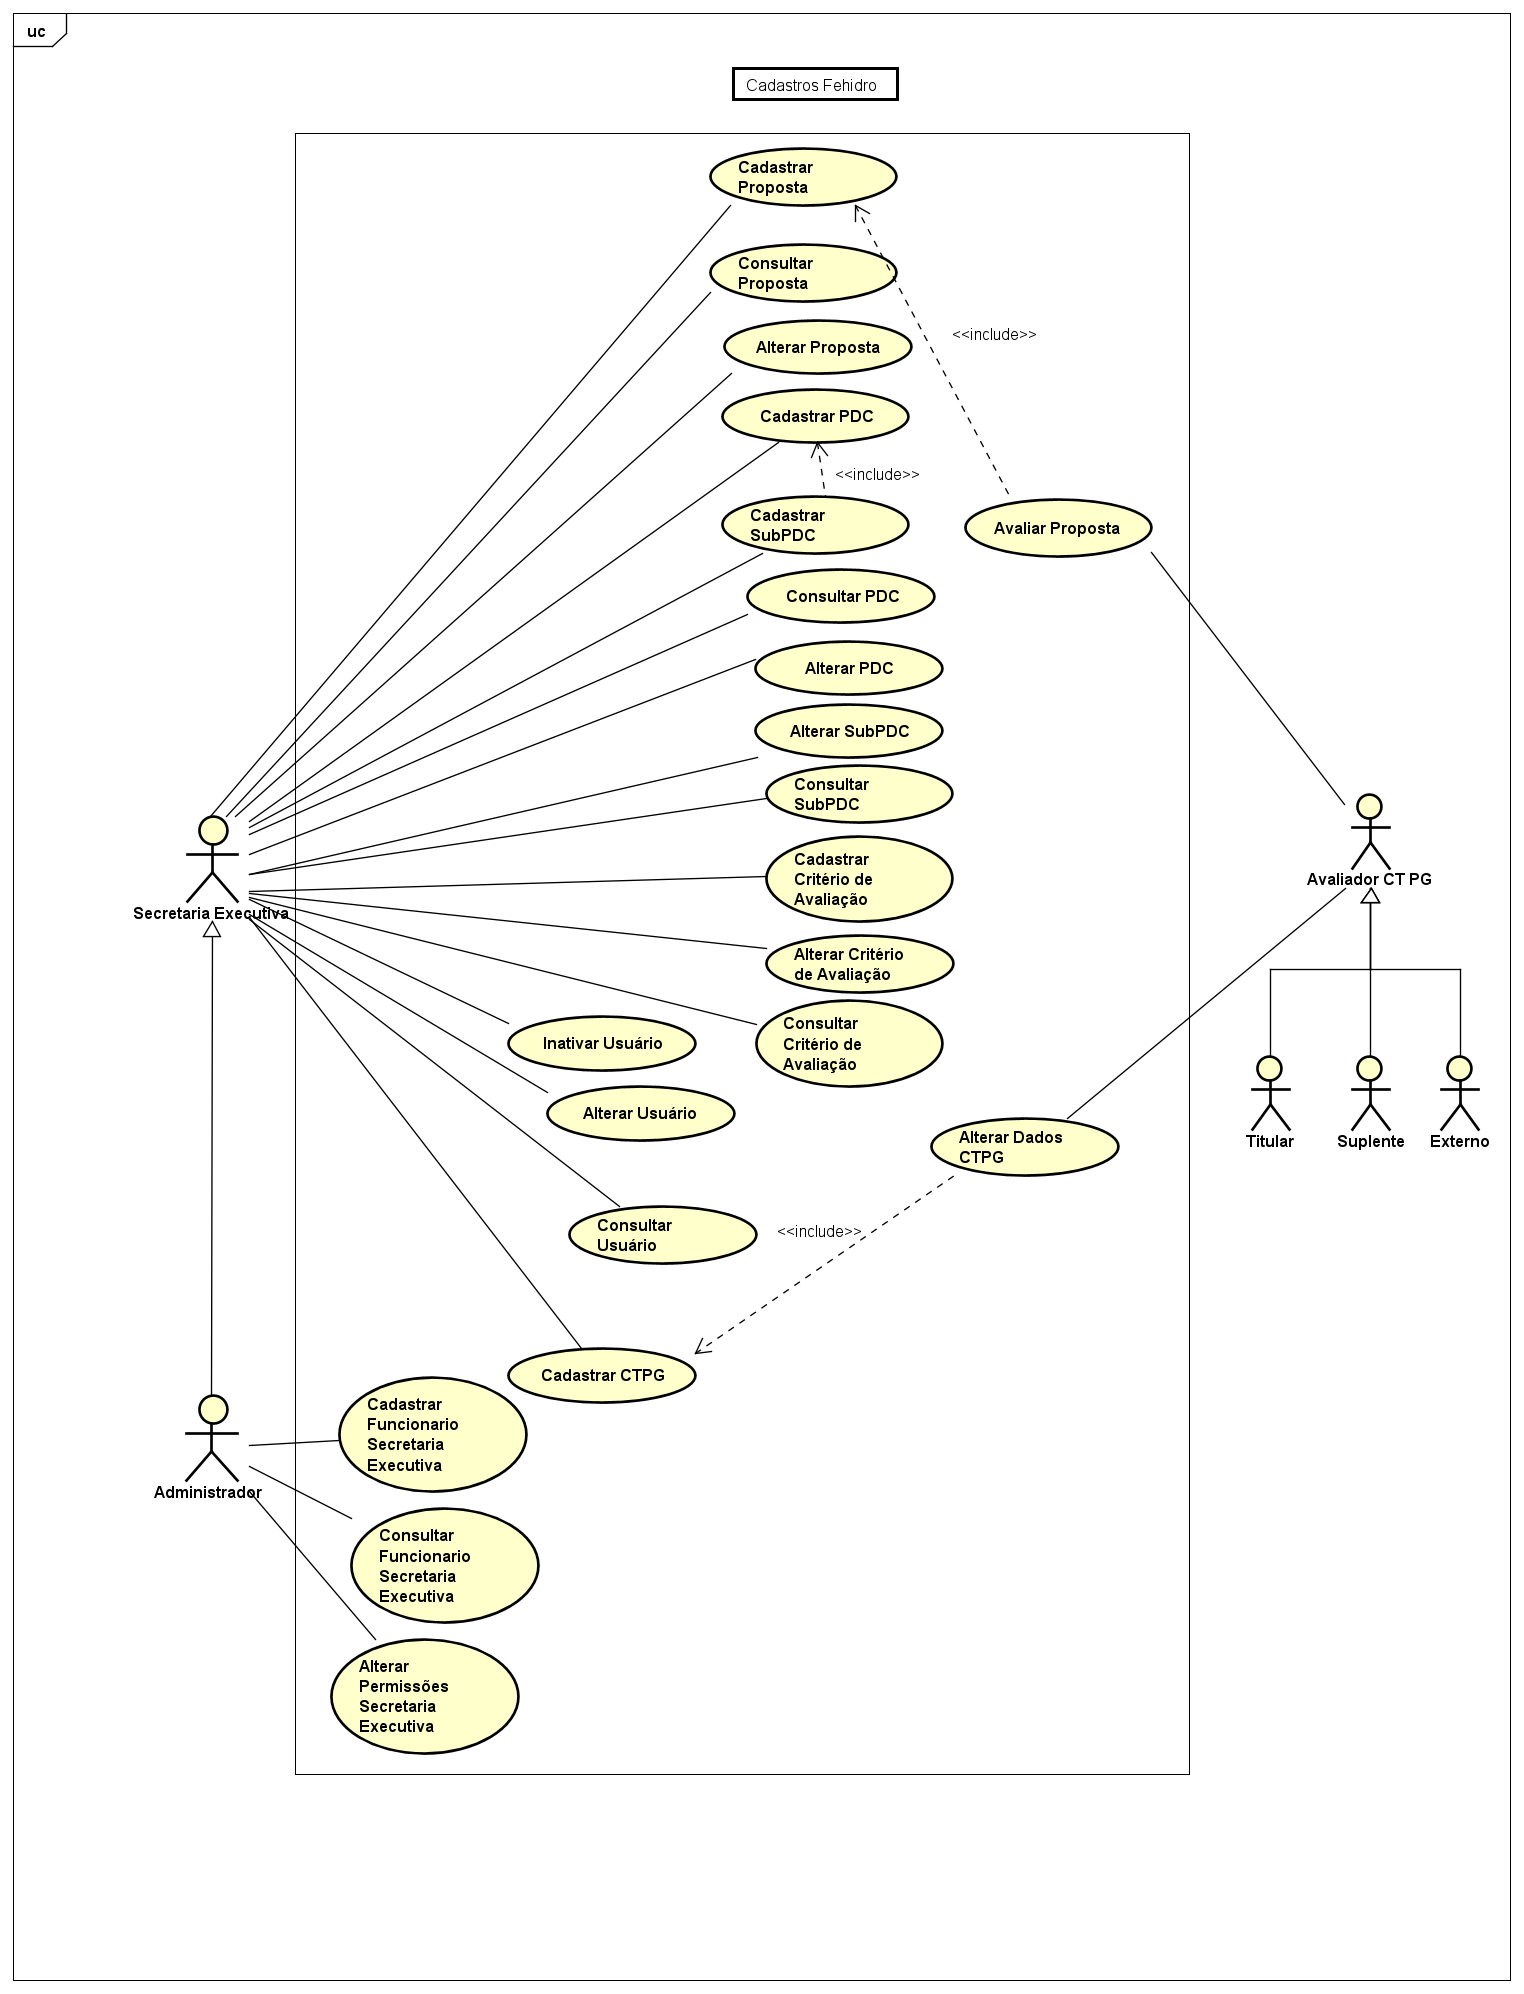 uc
Cadastros Fehidro
Cadastrar
Proposta
Consultar
Proposta
<<include>>
Alterar Proposta
Cadastrar PDC
<<include>>
Cadastrar
SubPDC
Avaliar Proposta
Consultar PDC
Alterar PDC
Alterar SubPDC
Consultar
SubPDC
Cadastrar
Critério de
Avaliação
Avaliador CT PG
Secretaria Executiva
Alterar Critério
de Avaliação
Consultar
Critério de
Avaliação
Inativar Usuário
Alterar Usuário
Alterar Dados
CTPG
Titular
Suplente
Externo
Consultar
Usuário
<<include>>
Cadastrar CTPG
Cadastrar
Funcionario
Secretaria
Executiva
Administrador
Consultar
Funcionario
Secretaria
Executiva
Alterar
Permissões
Secretaria
Executiva